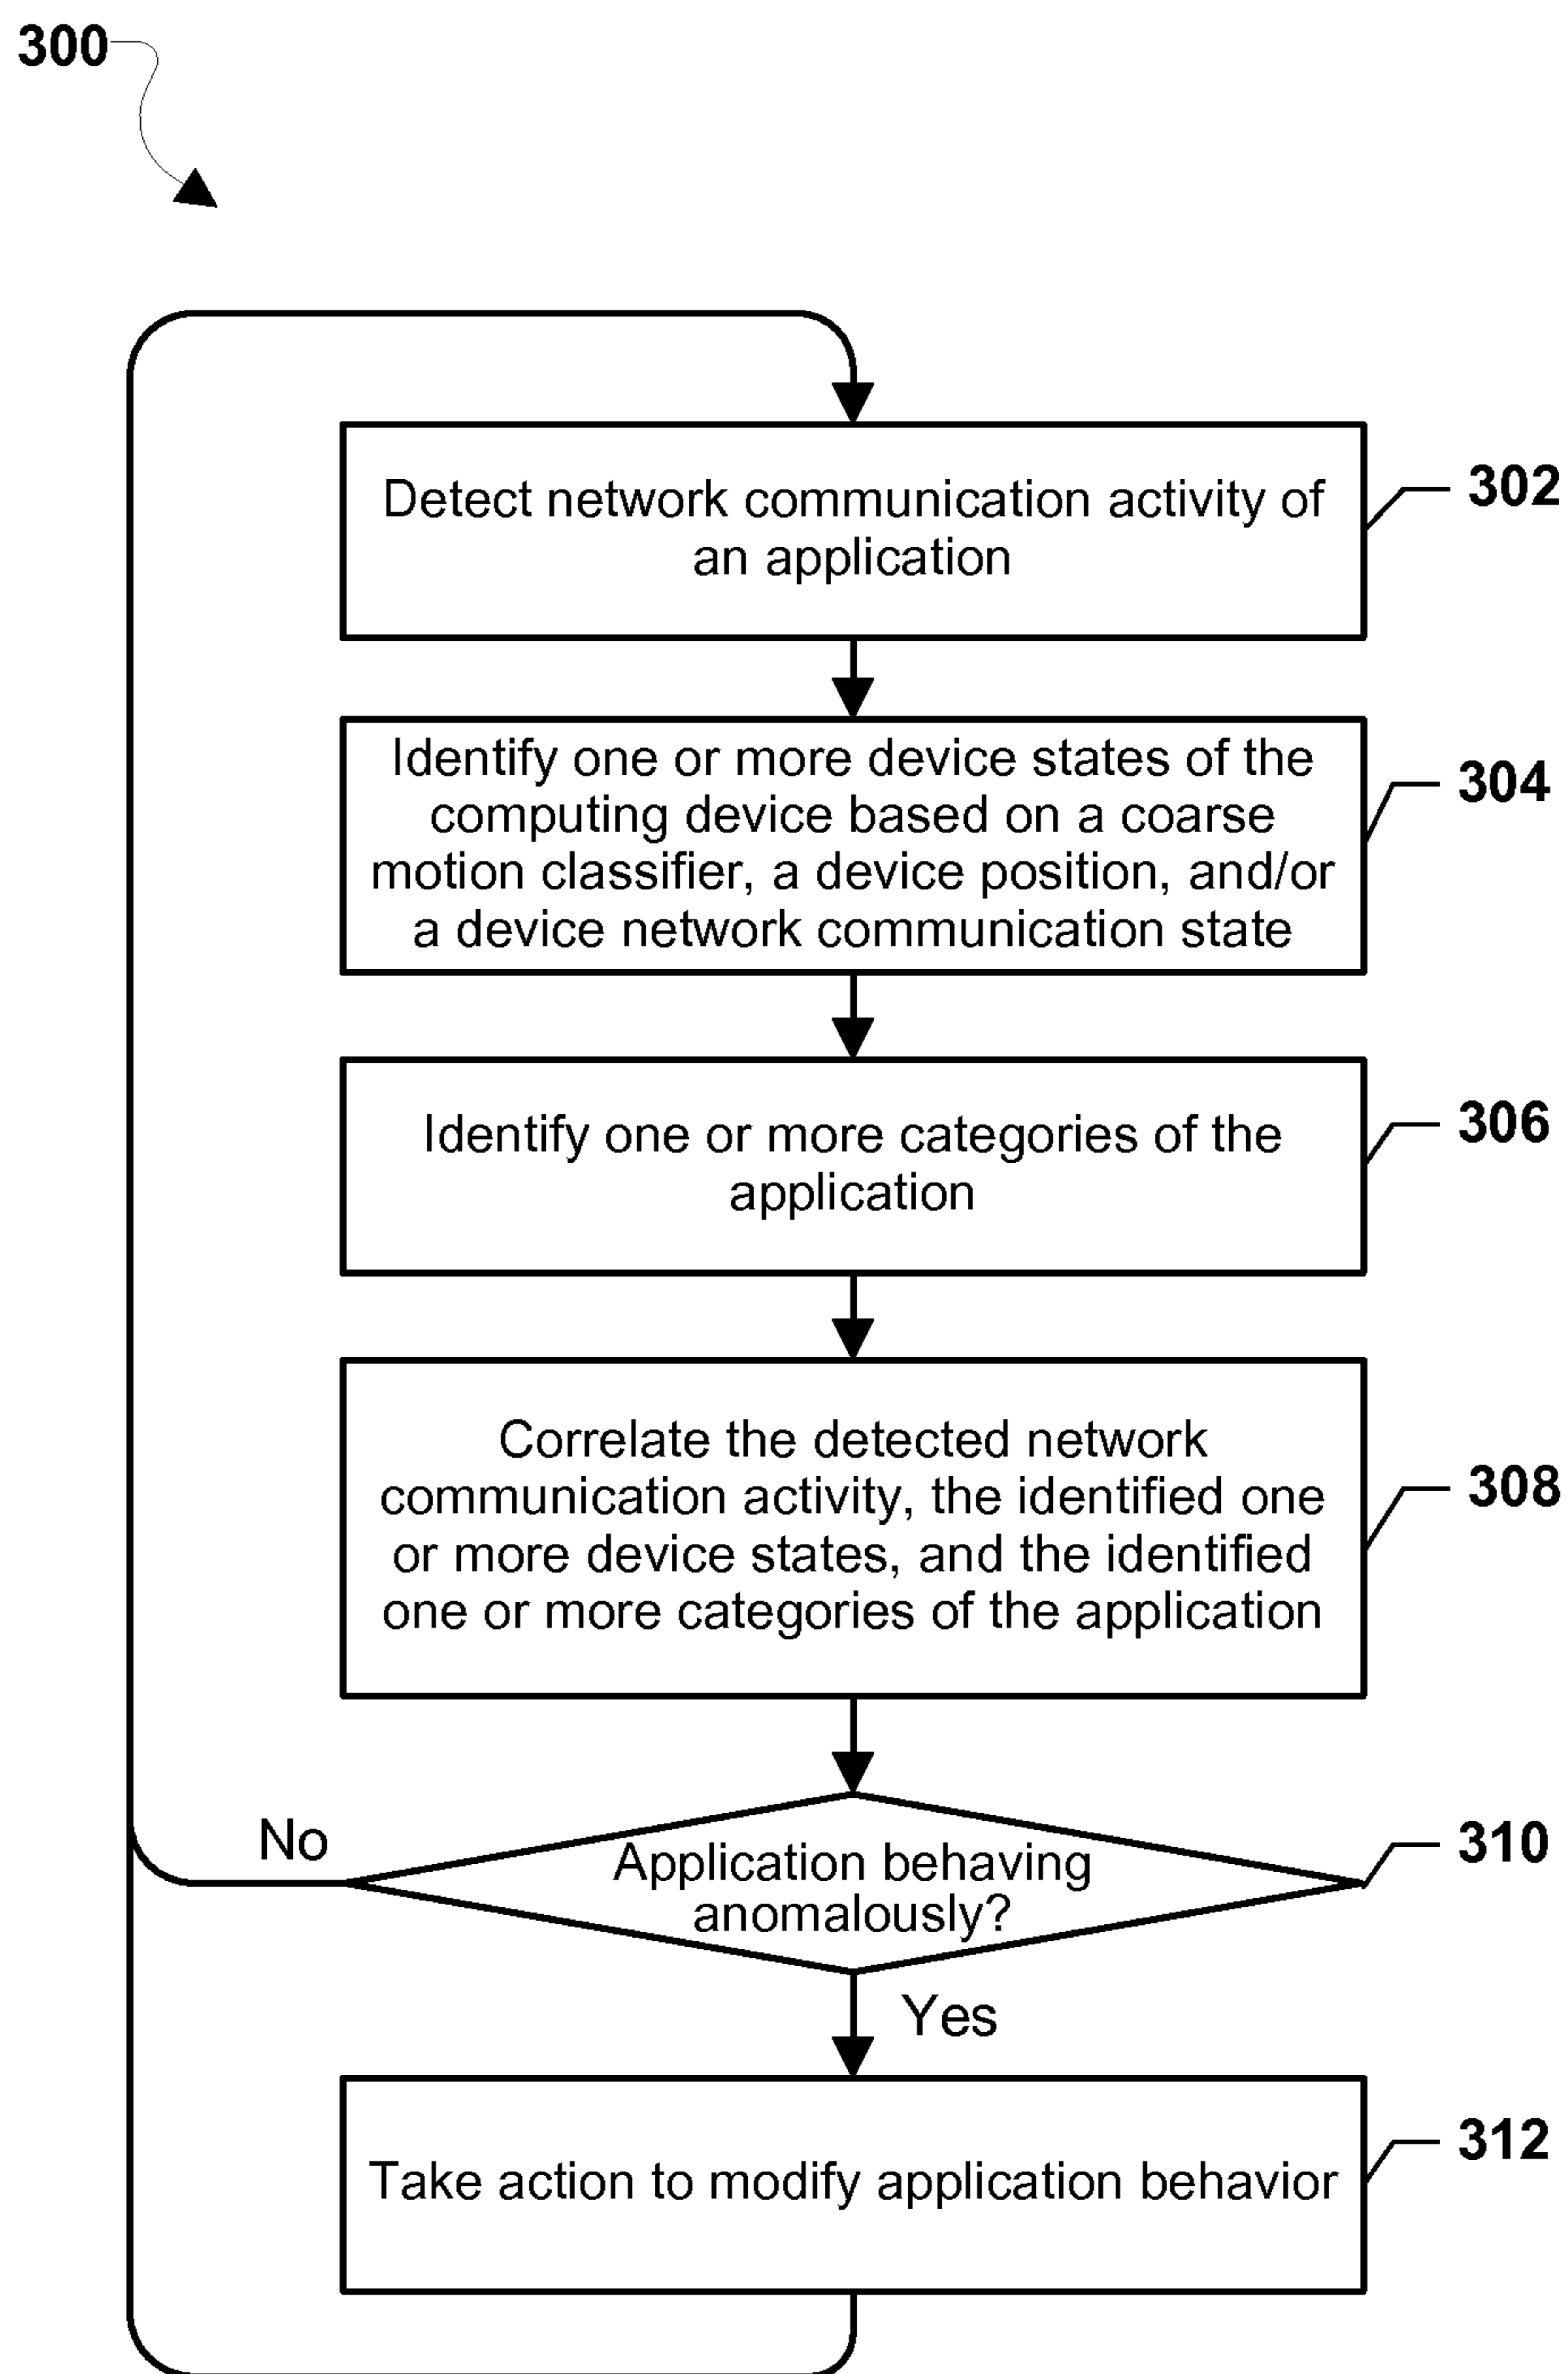 300
Detect network communication activity of
an application
302
Identify one or more device states of the
computing device based on a coarse
motion classifier, a device position, and/or
a device network communication state
304
Identify one or more categories of the
application
306
Correlate the detected network
communication activity, the identified one
or more device states, and the identified
one or more categories of the application
308
No
Application behaving
anomalously?
310
Yes
Take action to modify application behavior
312